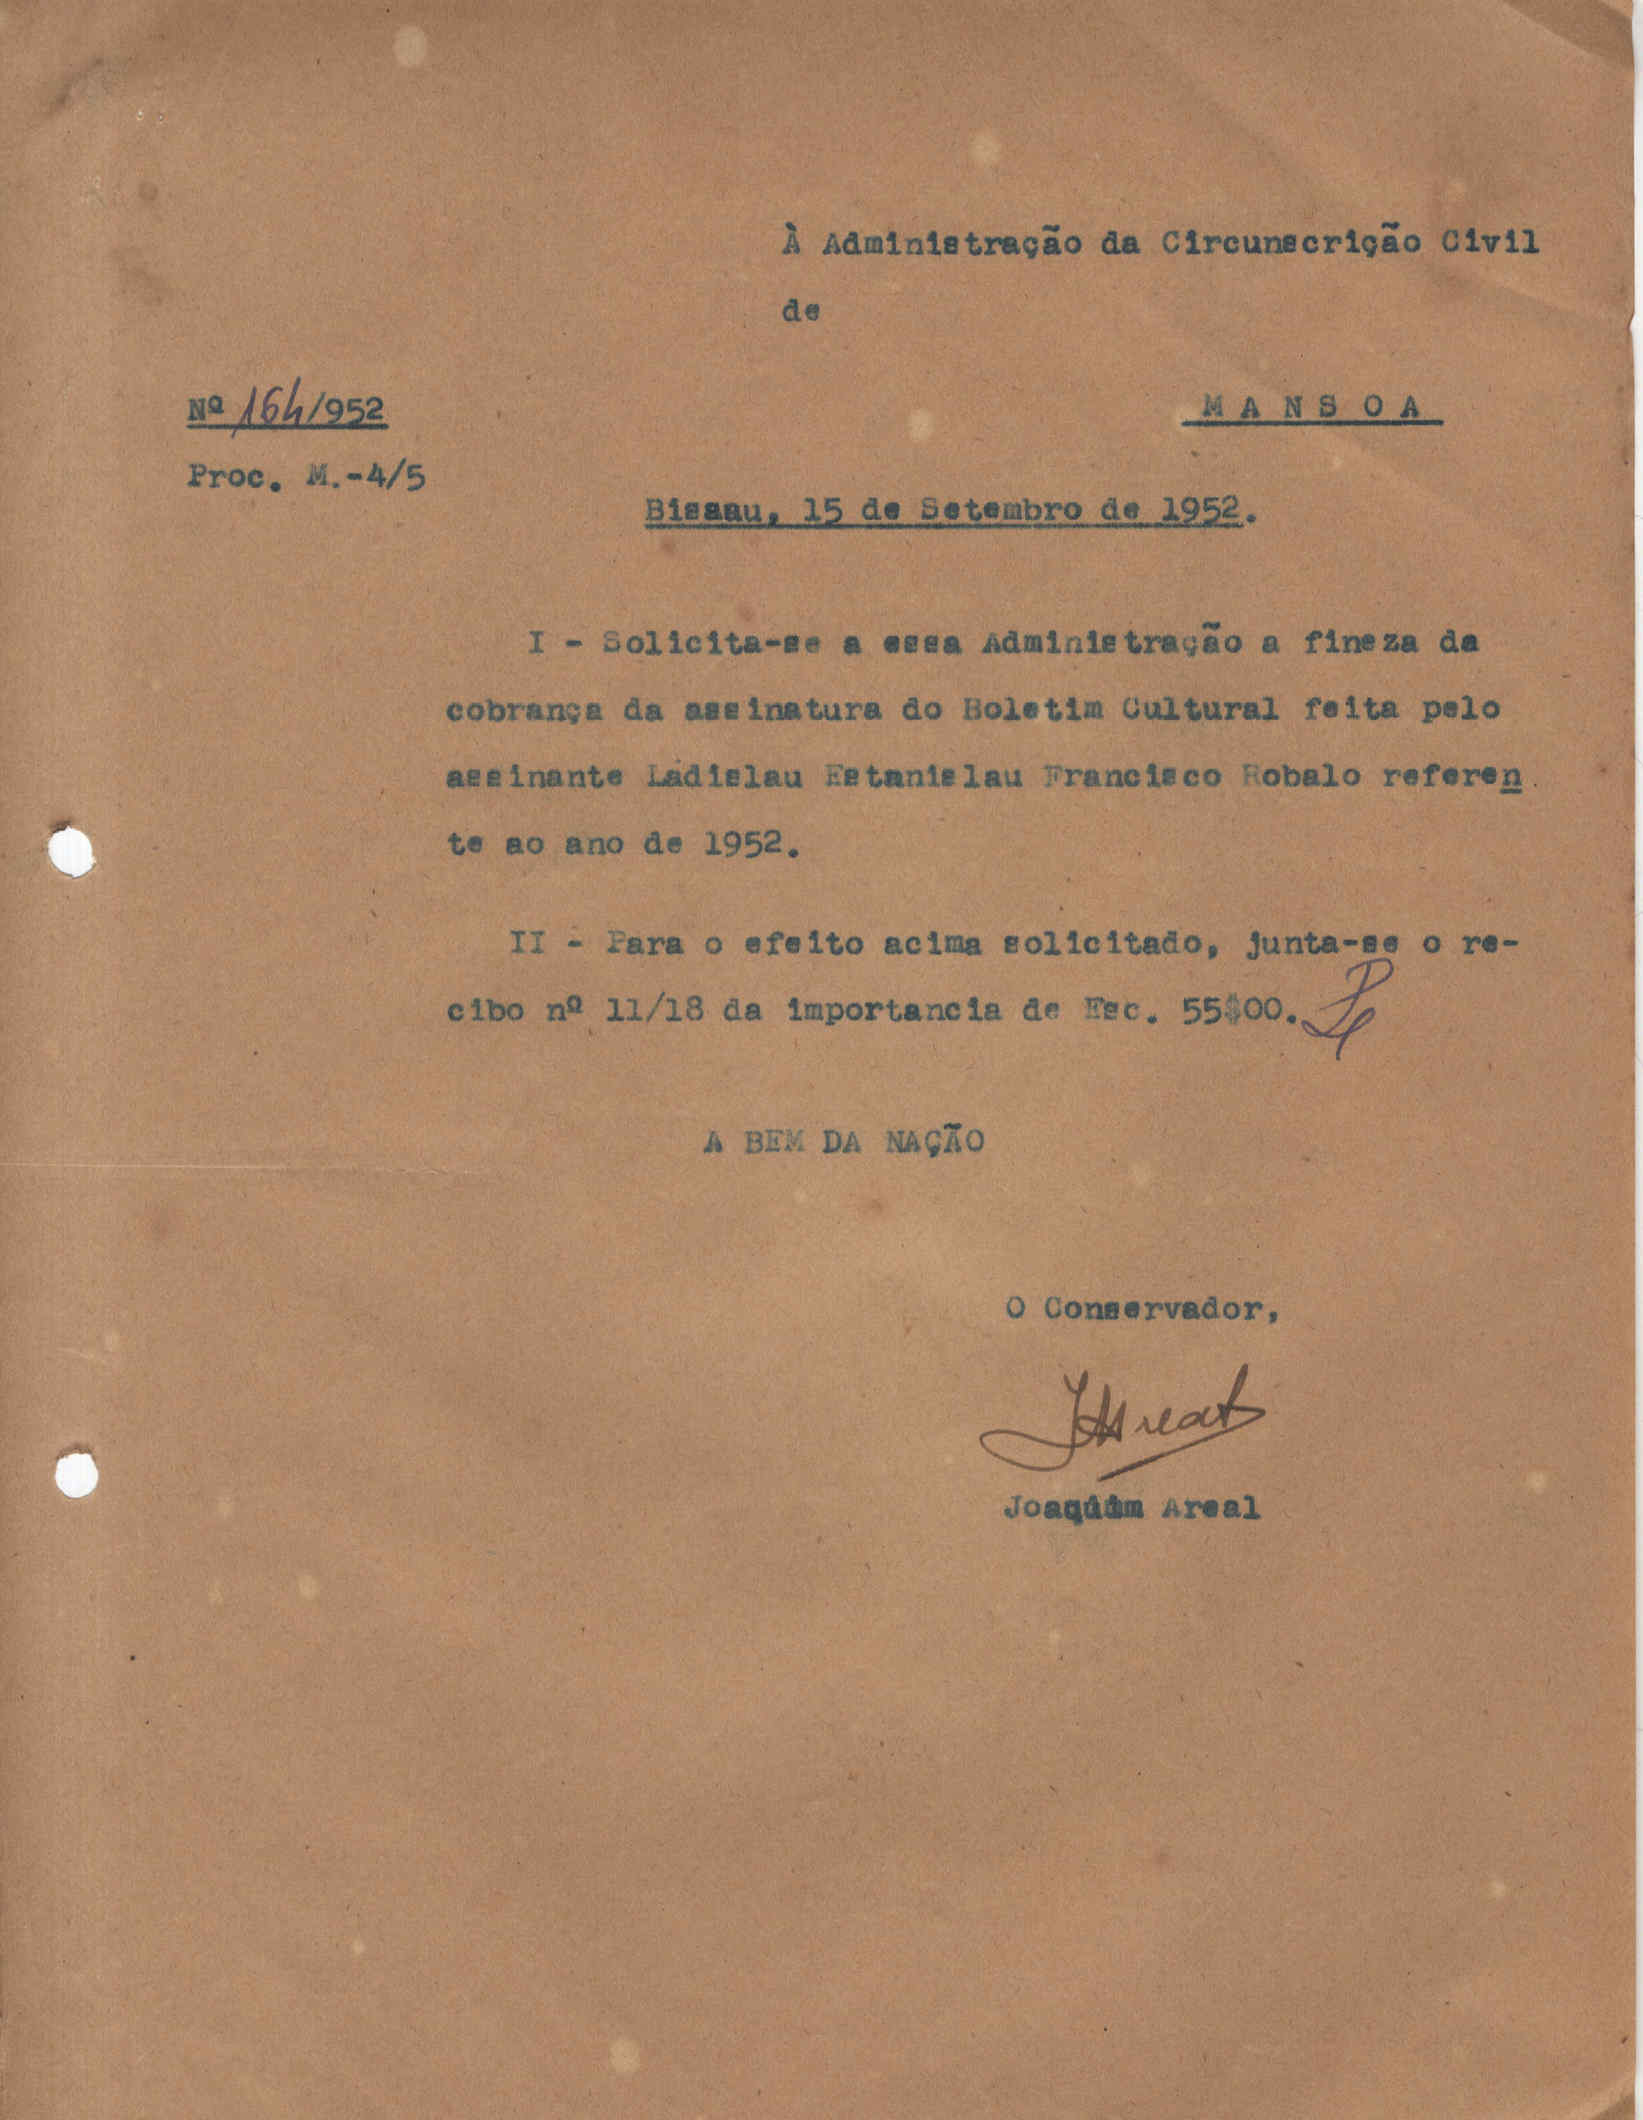 À Administração da Circunscrição Civil
de
Nº 164/952
MANSOA
Proc. M.-4/5
Bissau, 15 de Setembro de 1952.
I - Solicita-se a essa Administração a fineza da
cobrança da assinatura do Boletim Cultural feita pelo
assinante Ladislau Estanislau Francisco Robalo referen
te ao ano de 1952.
II - Para o efeito acima solicitado, junta-se o re-
cibo nº 11/18 da importancia de Esc. 55$00.
A BEM DA NAÇÃO
O Conservador,
JAreal
Joaquim Areal